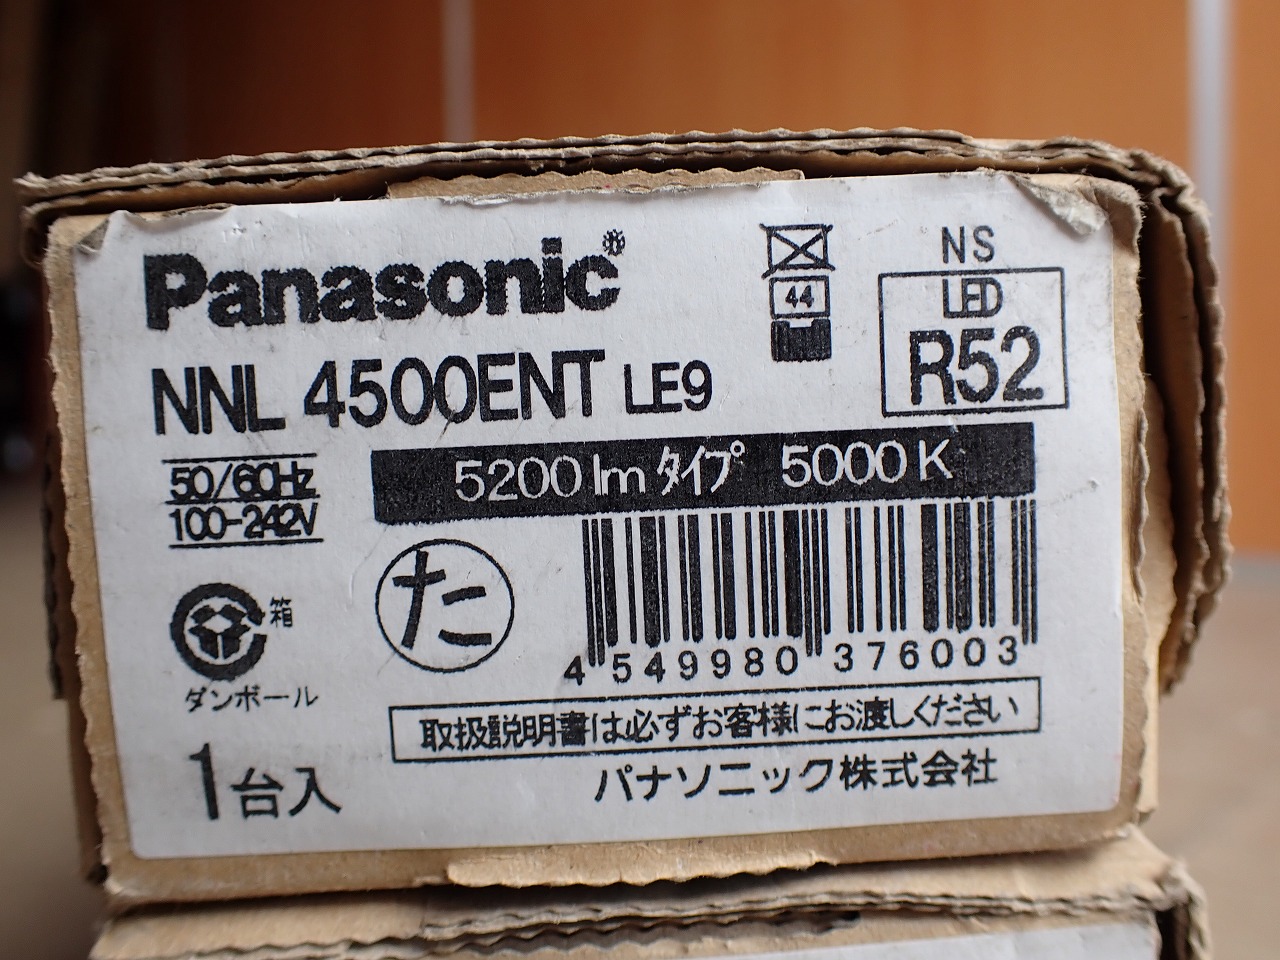 Panasonic®
NNL 4500ENT LE9
44
NS
LED
R52
5200 lm タイプ 5000 K
50/60Hz
100-242V
た
4 549980 376003
箱
ダンボール
取扱説明書は必ずお客様にお渡しください
1台入
パナソニック株式会社